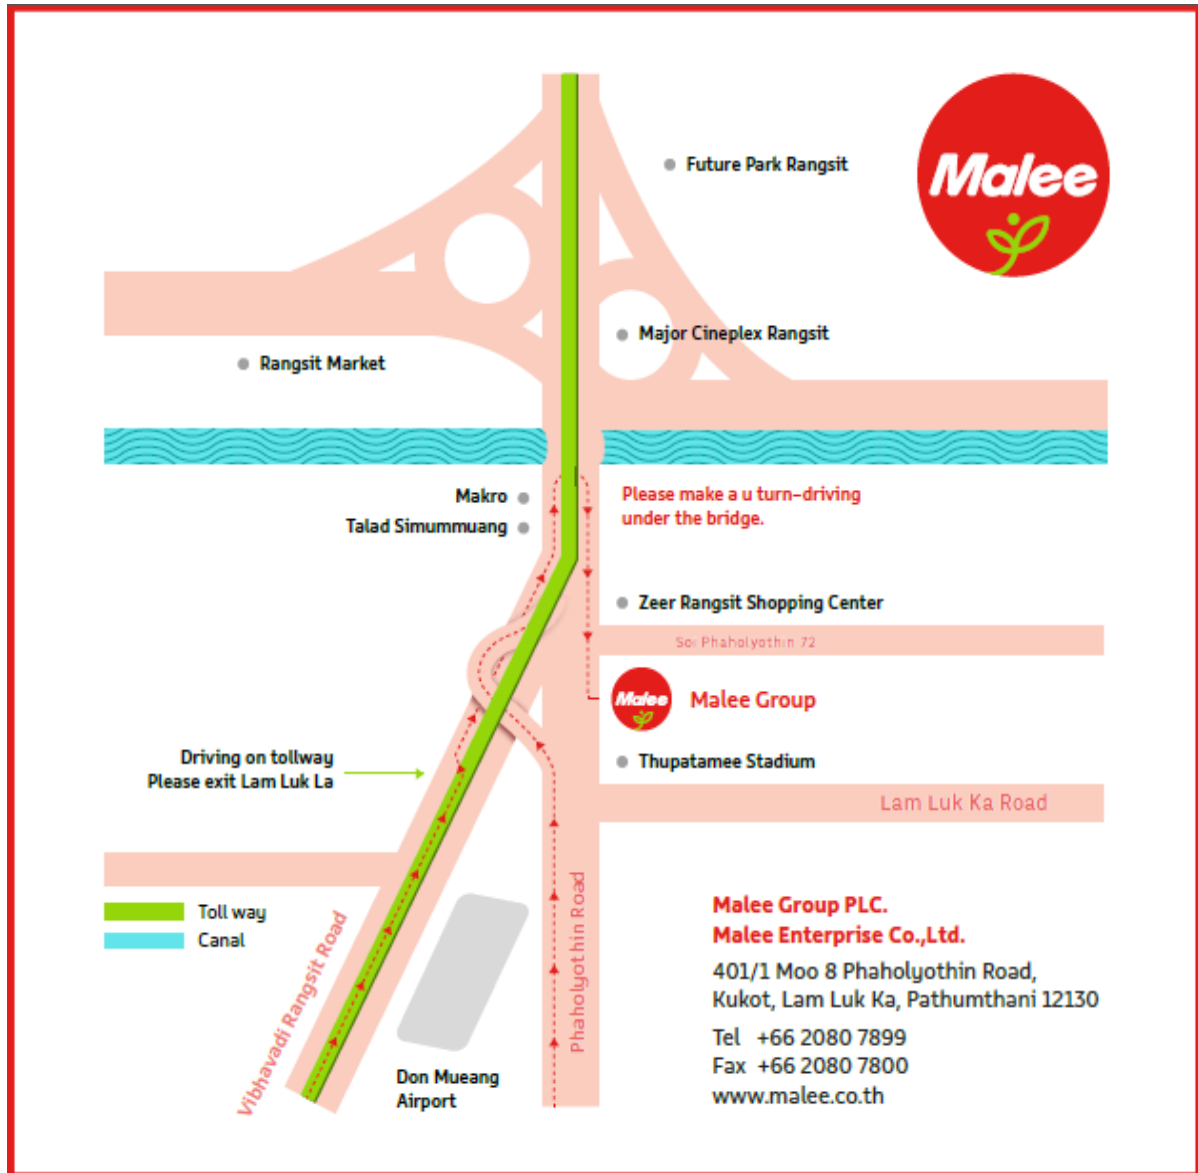 Future Park Rangsit
Malee
Major Cineplex Rangsit
Rangsit Market
Makro
Talad Simummuang
Please make a u turn-driving
under the bridge.
Zeer Rangsit Shopping Center
Soi Phaholyothin 72
Malee
Malee Group
Thupatamee Stadium
Driving on tollway
Please exit Lam Luk La
Lam Luk Ka Road
Toll way
Canal
Vibhavadi Rangsit Road
Phaholyothin Road
Don Mueang
Airport
Malee Group PLC.
Malee Enterprise Co.,Ltd.
401/1 Moo 8 Phaholyothin Road,
Kukot, Lam Luk Ka, Pathumthani 12130
Tel +66 2080 7899
Fax +66 2080 7800
www.malee.co.th